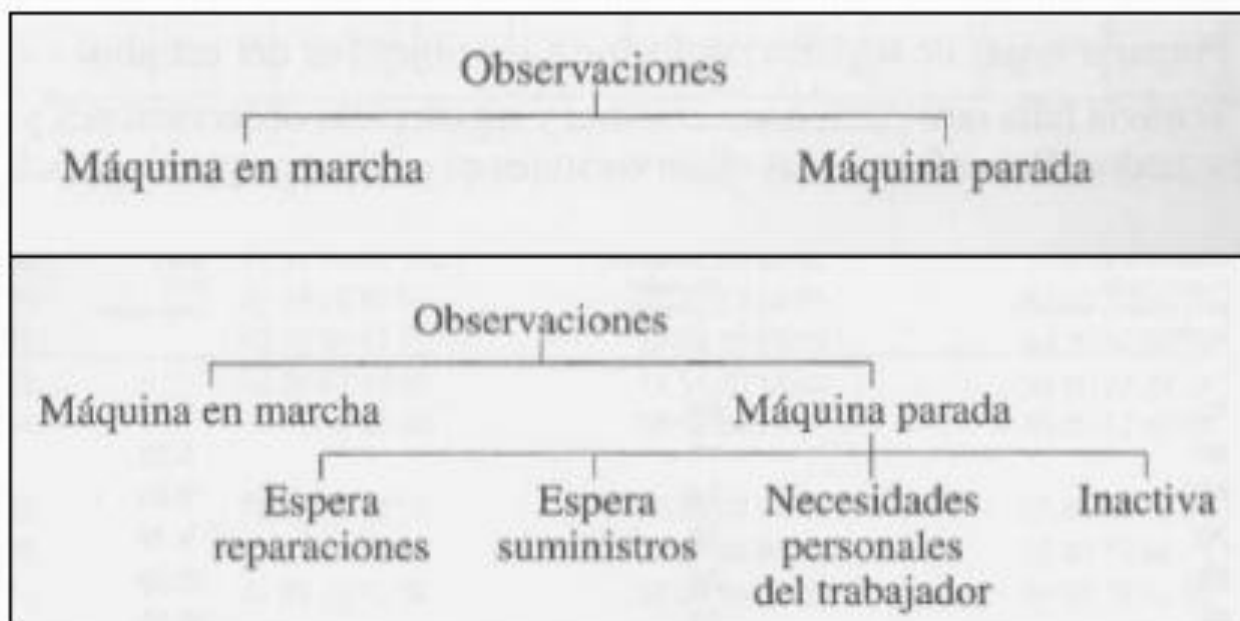 Observaciones
Máquina en marcha Máquina parada
Observaciones
Máquina en marcha Máquina parada
Espera Espera Necesidades Inactiva
reparaciones suministros personales
del trabajador